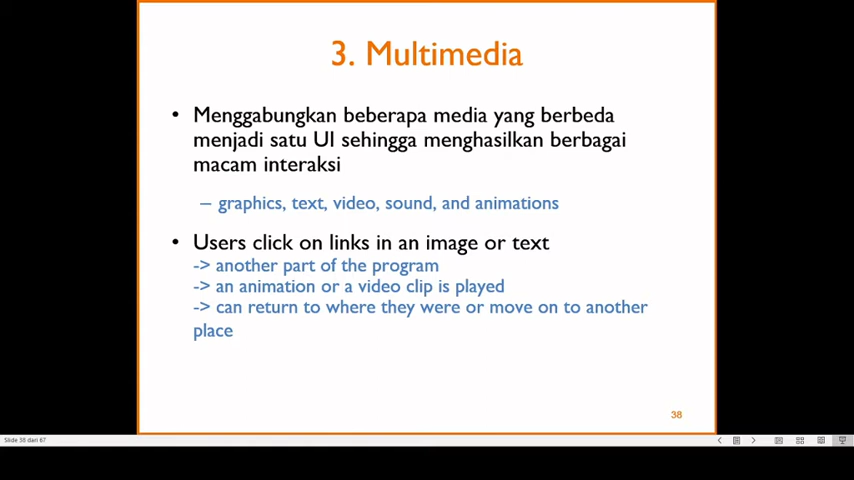 3. Multimedia
• Menggabungkan beberapa media yang berbeda
menjadi satu UI sehingga menghasilkan berbagai
macam interaksi
– graphics, text, video, sound, and animations
• Users click on links in an image or text
-> another part of the program
-> an animation or a video clip is played
-> can return to where they were or move on to another
place
38
Slide 38 dari 67